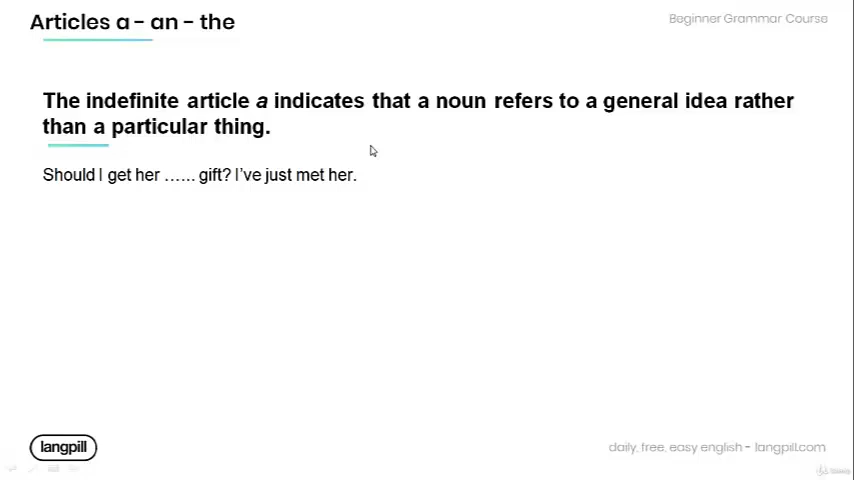 Articles a – an – the
Beginner Grammar Course
The indefinite article a indicates that a noun refers to a general idea rather
than a particular thing.
Should I get her …... gift? I’ve just met her.
langpill
daily, free, easy english - langpill.com
Udemy